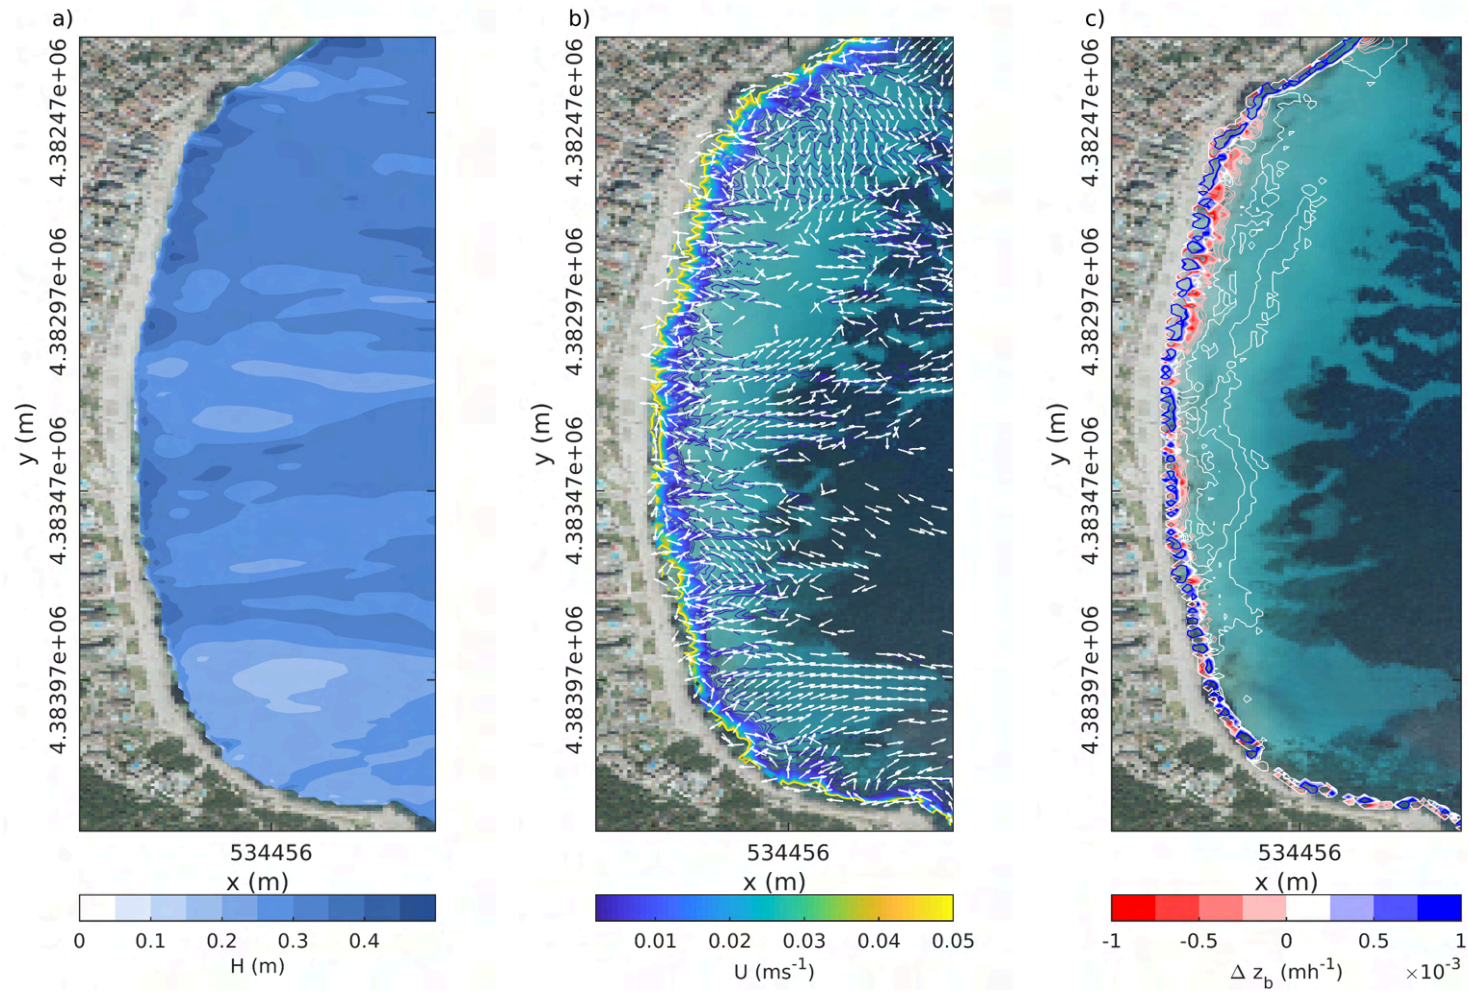 a)
b)
c)
4.38247e+06
4.38297e+06
4.38347e+06
4.38397e+06
y (m)
534456
x (m)
0 0.1 0.2 0.3 0.4
H (m)
4.38247e+06
4.38297e+06
4.38347e+06
4.38397e+06
y (m)
534456
x (m)
0.01 0.02 0.03 0.04 0.05
U (ms⁻¹)
4.38247e+06
4.38297e+06
4.38347e+06
4.38397e+06
y (m)
534456
x (m)
-1 -0.5 0 0.5 1
Δ z_b (mh⁻¹) ×10⁻³